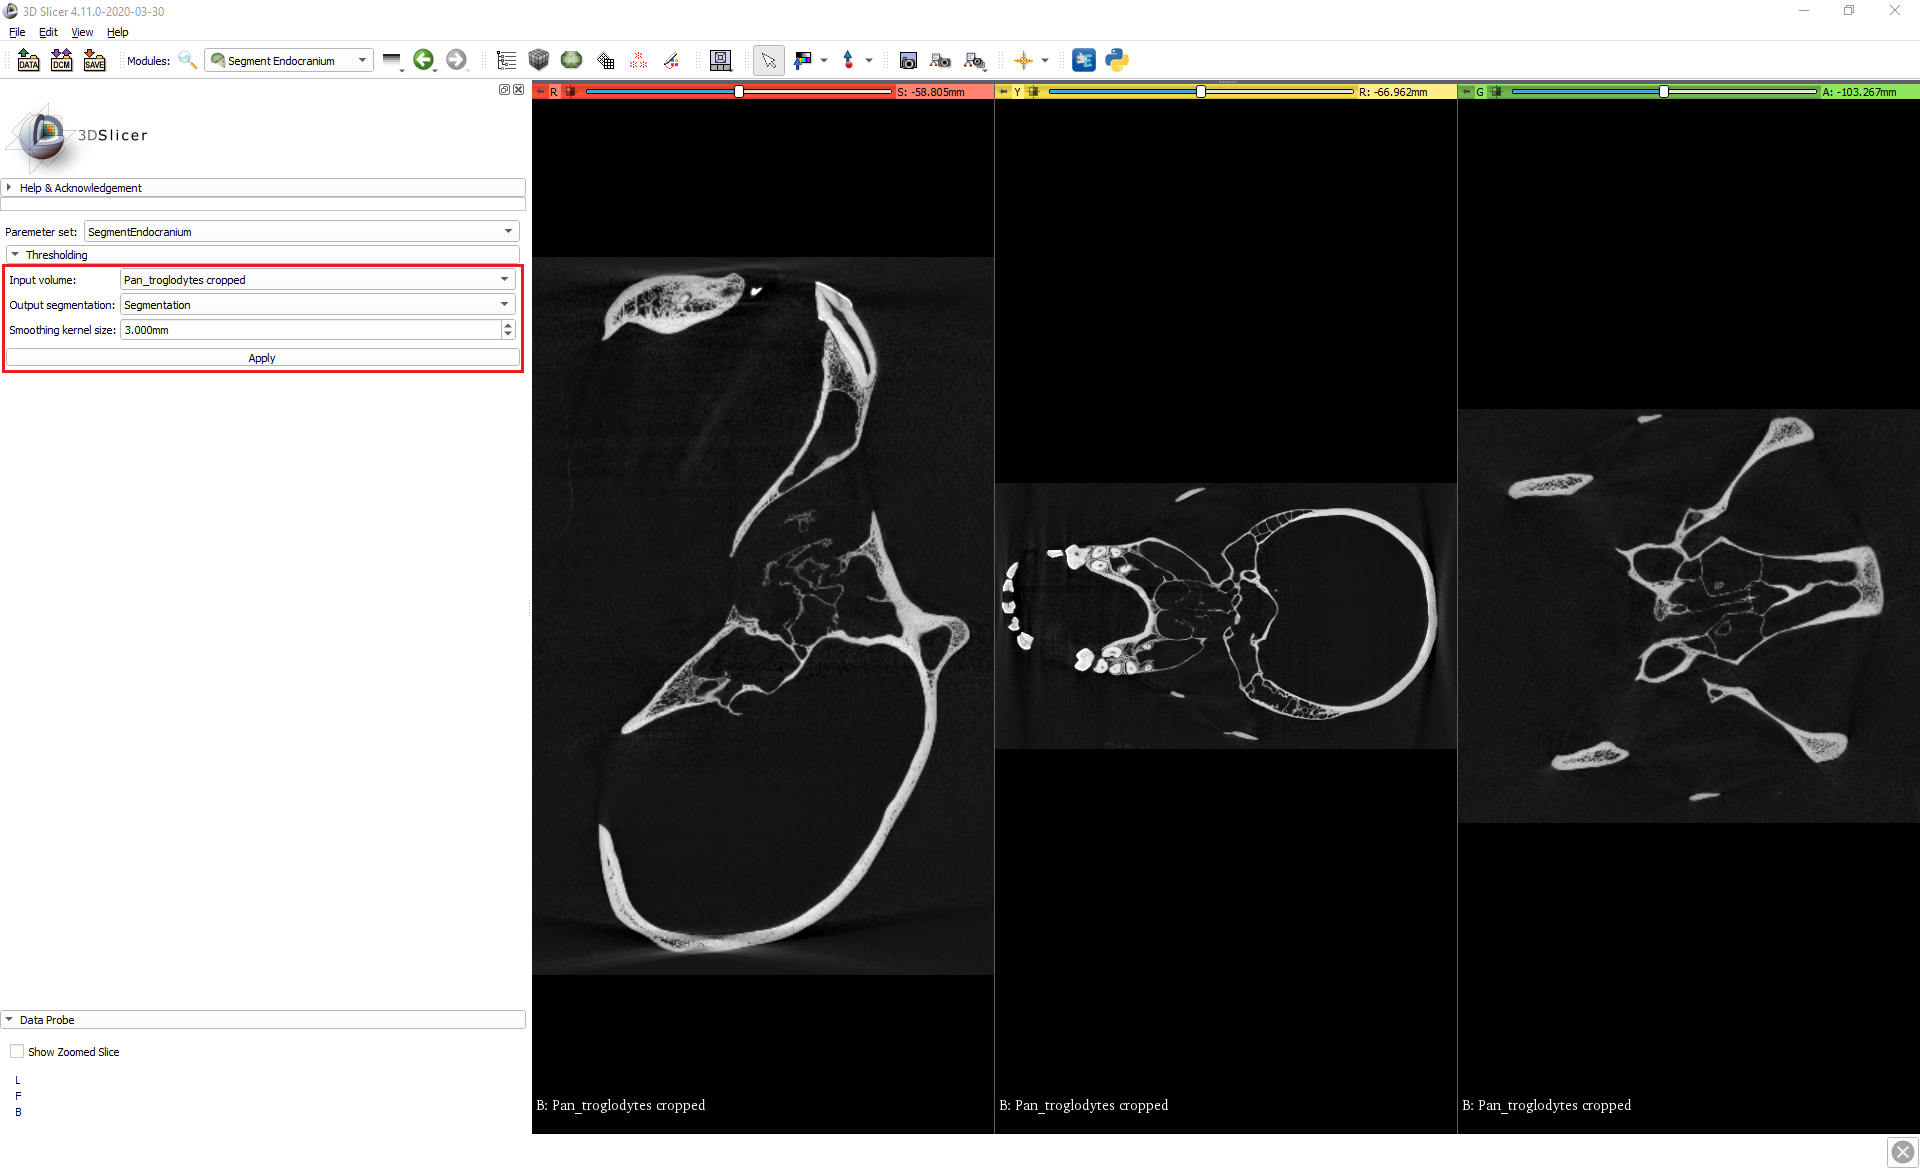 3D Slicer 4.11.0-2020-03-30
File Edit View Help
DATA DCM SAVE Modules: Segment Endocranium
R S: -58.805mm Y R: -66.962mm G A: -103.267mm
3DSlicer
Help & Acknowledgement
Paremeter set: SegmentEndocranium
Thresholding
Input volume: Pan_troglodytes cropped
Output segmentation: Segmentation
Smoothing kernel size: 3.000mm
Apply
Data Probe
Show Zoomed Slice
L
F
B
B: Pan_troglodytes cropped
B: Pan_troglodytes cropped
B: Pan_troglodytes cropped